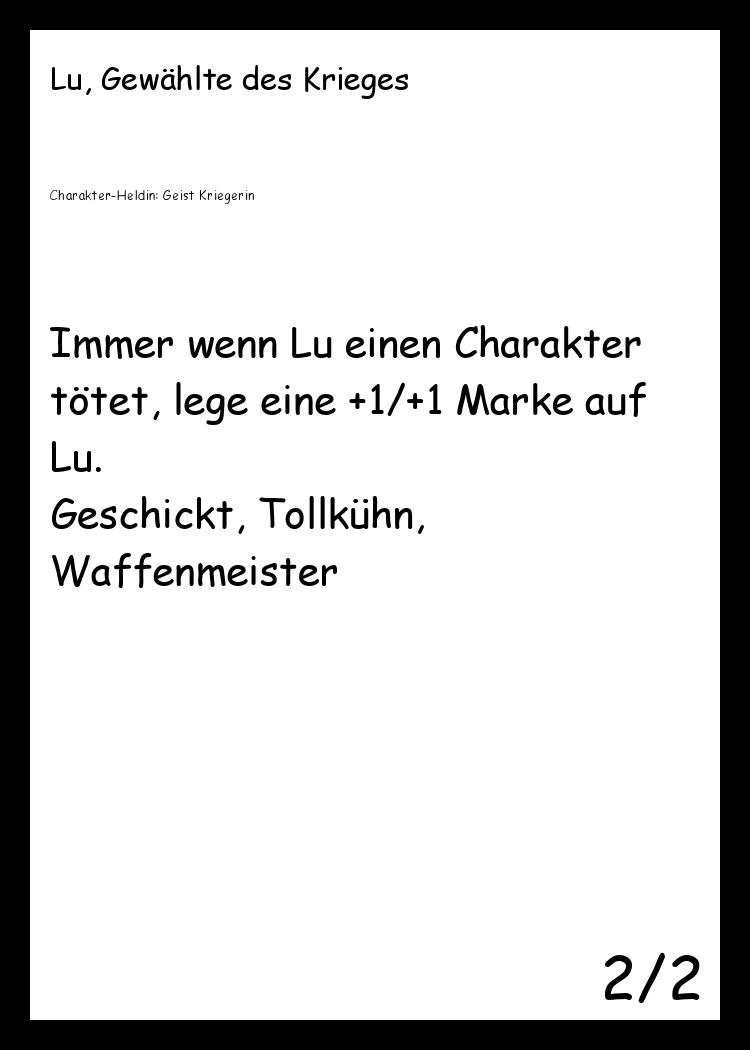 Lu, Gewählte des Krieges
Charakter-Heldin: Geist Kriegerin
Immer wenn Lu einen Charakter
tötet, lege eine +1/+1 Marke auf
Lu.
Geschickt, Tollkühn,
Waffenmeister
2/2